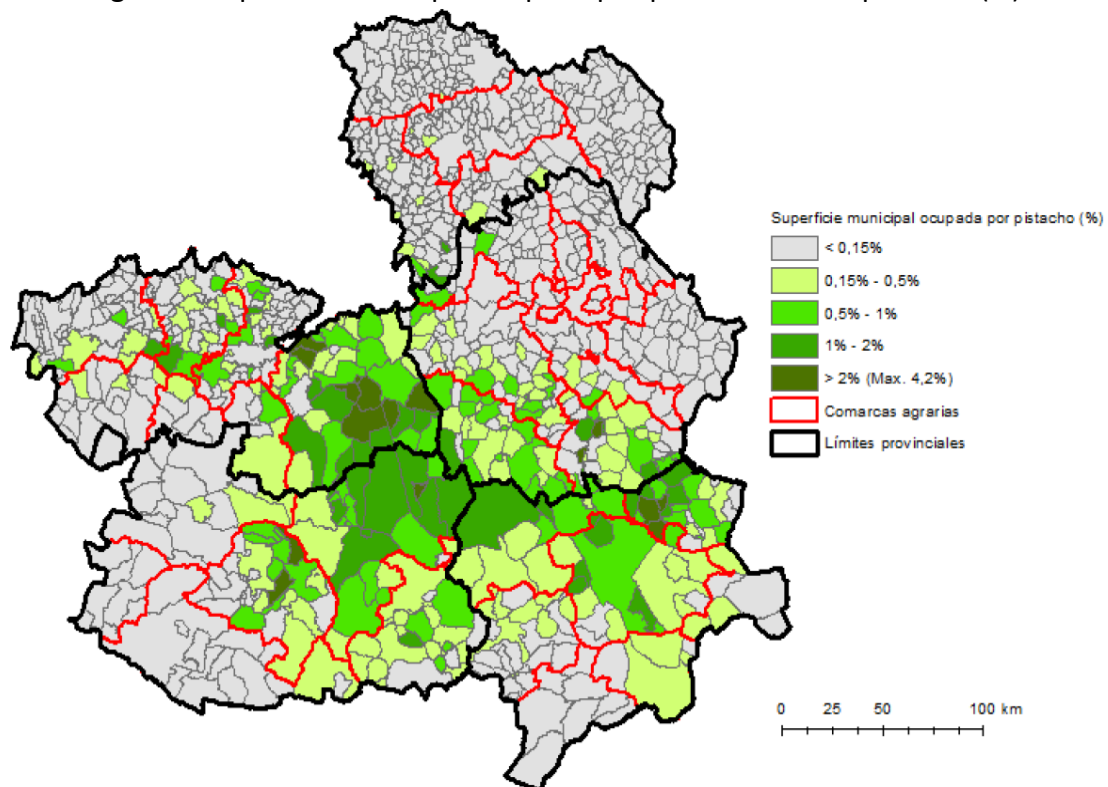 Superficie municipal ocupada por pistacho (%)
< 0,15%
0,15% - 0,5%
0,5% - 1%
1% - 2%
> 2% (Max. 4,2%)
Comarcas agrarias
Límites provinciales
0 25 50 100 km